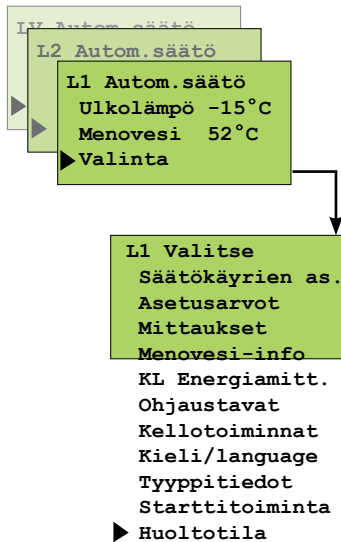 LV Autom.säätö
L2 Autom.säätö
L1 Autom.säätö
Ulkolämpö -15°C
Menovesi 52°C
Valinta
L1 Valitse
Säätökäyrien as.
Asetusarvot
Mittaukset
Menovesi-info
KL Energiamitt.
Ohjaustavat
Kellotoiminnat
Kieli/language
Tyyppitiedot
Starttitoiminta
Huoltotila